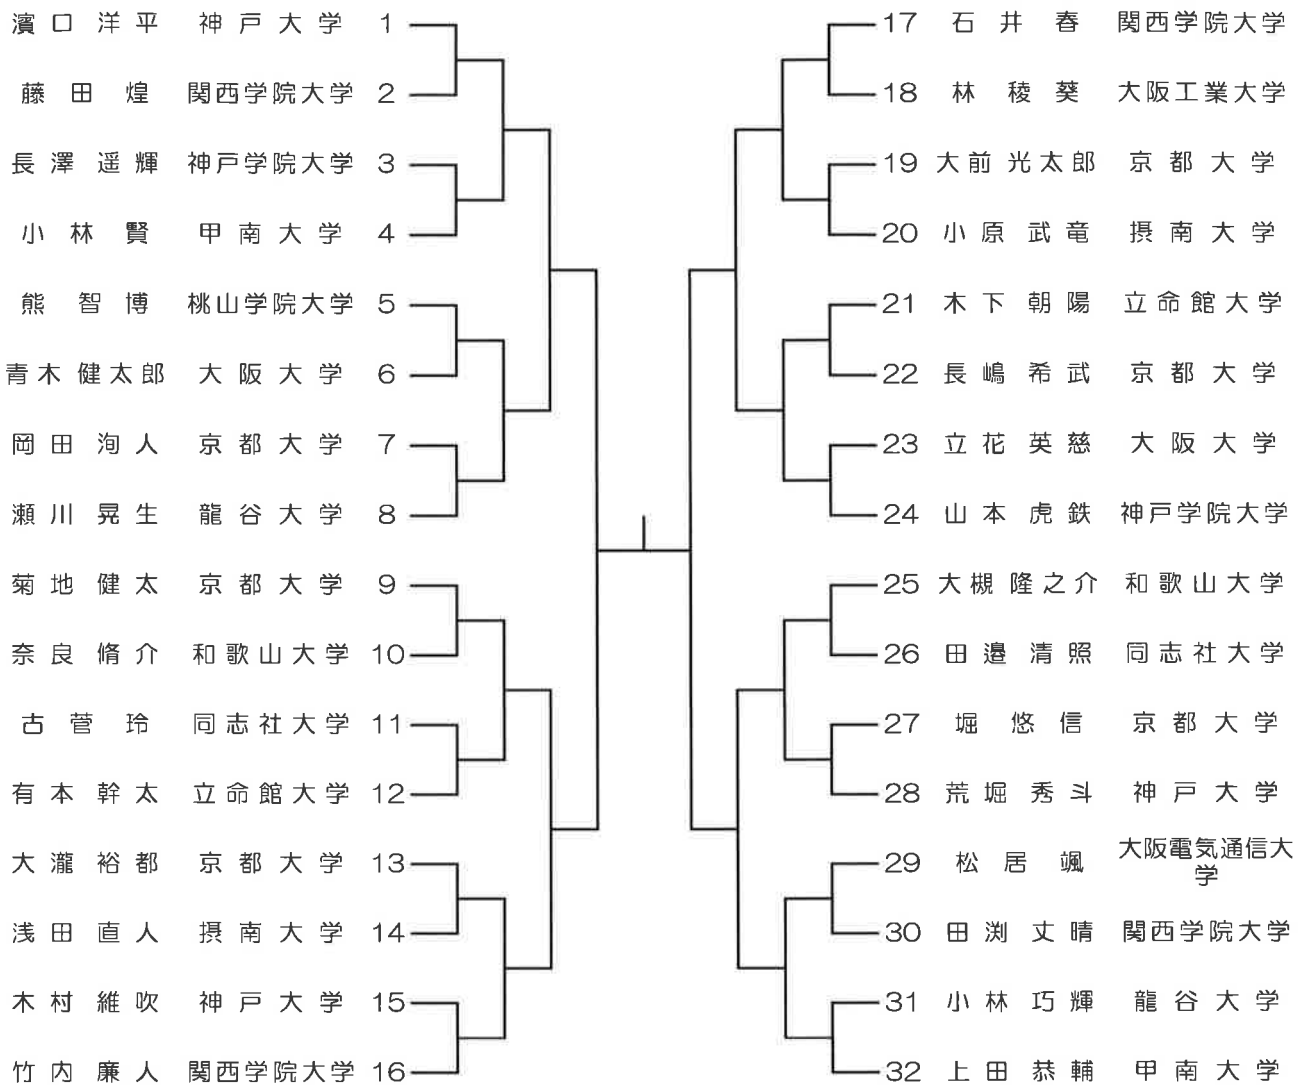 濱口洋平 神戸大学 1
藤田煌 関西学院大学 2
長澤遥輝 神戸学院大学 3
小林賢 甲南大学 4
熊智博 桃山学院大学 5
青木健太郎 大阪大学 6
岡田洵人 京都大学 7
瀬川晃生 龍谷大学 8
菊地健太 京都大学 9
奈良脩介 和歌山大学 10
古菅玲 同志社大学 11
有本幹太 立命館大学 12
大瀧裕都 京都大学 13
浅田直人 摂南大学 14
木村維吹 神戸大学 15
竹内廉人 関西学院大学 16
17 石井春 関西学院大学
18 林稜葵 大阪工業大学
19 大前光太郎 京都大学
20 小原武竜 摂南大学
21 木下朝陽 立命館大学
22 長嶋希武 京都大学
23 立花英慈 大阪大学
24 山本虎鉄 神戸学院大学
25 大槻隆之介 和歌山大学
26 田邉清照 同志社大学
27 堀悠信 京都大学
28 荒堀秀斗 神戸大学
29 松居颯 大阪電気通信大
学
30 田渕丈晴 関西学院大学
31 小林巧輝 龍谷大学
32 上田恭輔 甲南大学